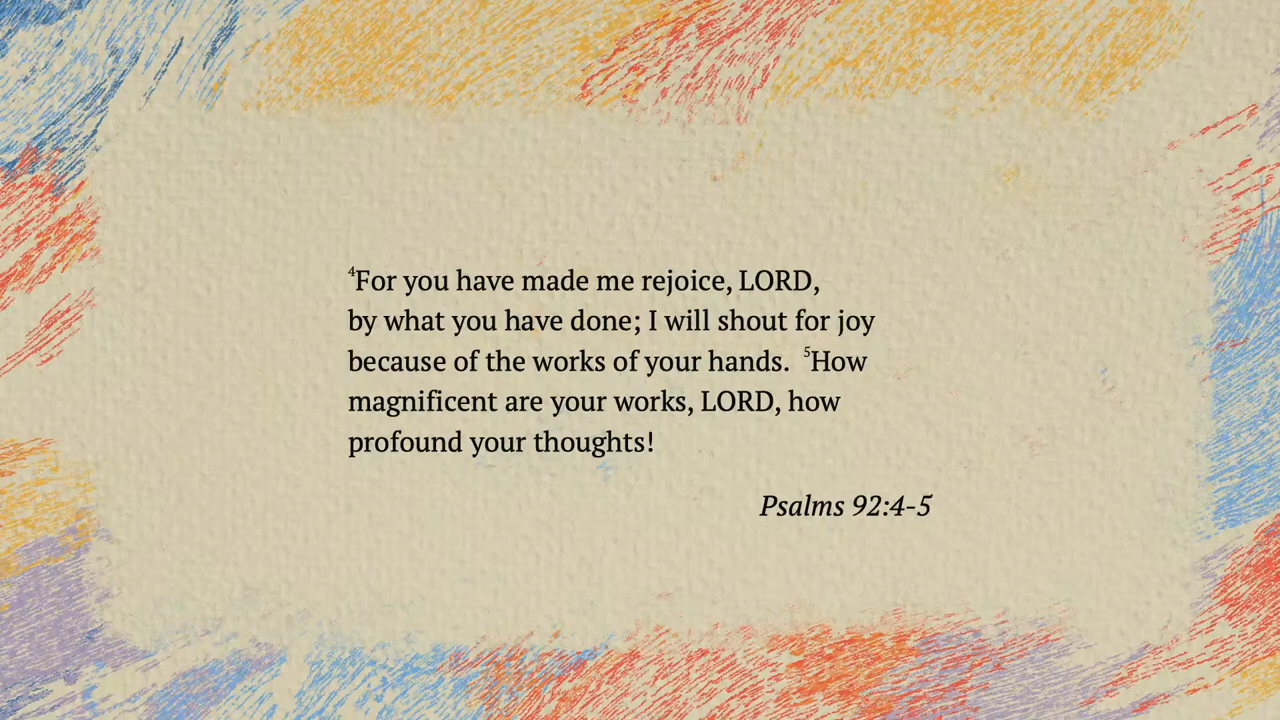 ⁴For you have made me rejoice, LORD,
by what you have done; I will shout for joy
because of the works of your hands. ⁵How
magnificent are your works, LORD, how
profound your thoughts!
Psalms 92:4-5